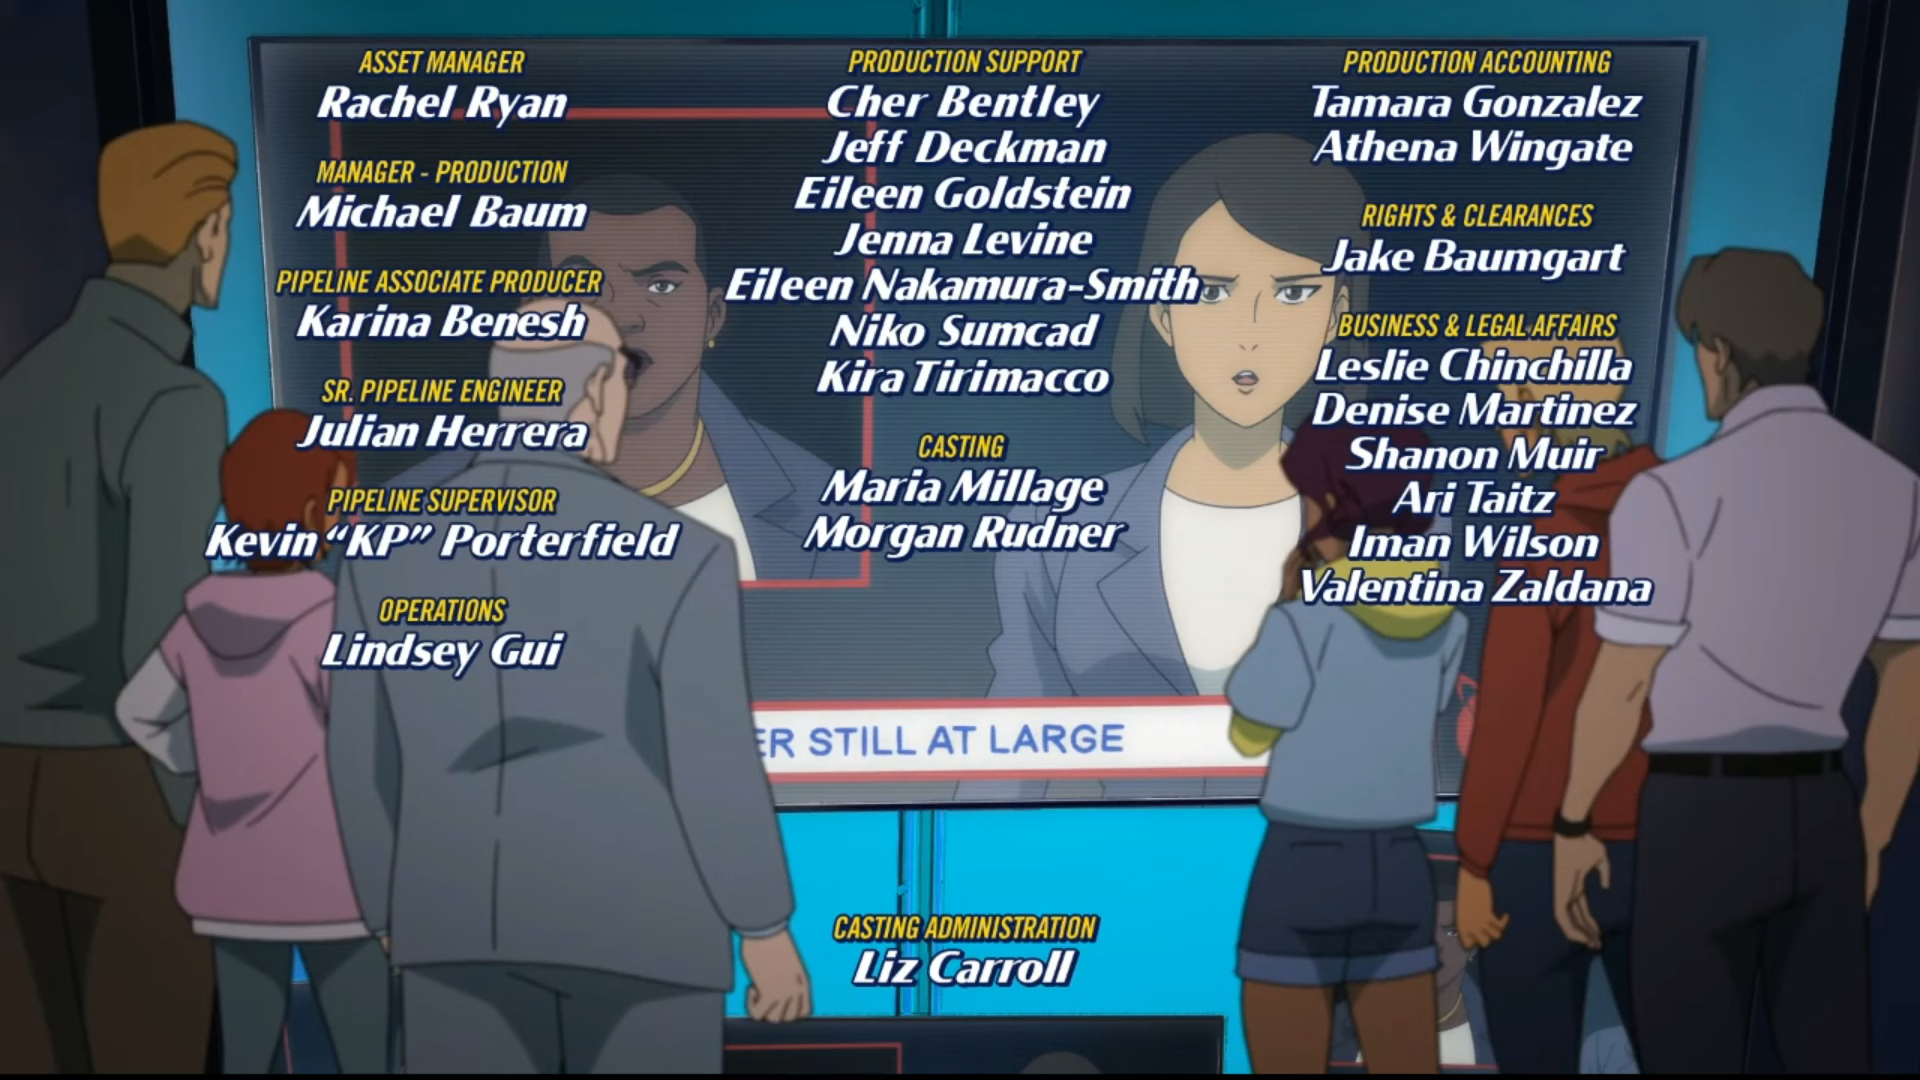 ASSET MANAGER
Rachel Ryan
MANAGER - PRODUCTION
Michael Baum
PIPELINE ASSOCIATE PRODUCER
Karina Benesh
SR. PIPELINE ENGINEER
Julian Herrera
PIPELINE SUPERVISOR
Kevin “KP” Porterfield
OPERATIONS
Lindsey Gui
PRODUCTION SUPPORT
Cher Bentley
Jeff Deckman
Eileen Goldstein
Jenna Levine
Eileen Nakamura-Smith
Niko Sumcad
Kira Tirimacco
CASTING
Maria Millage
Morgan Rudner
PRODUCTION ACCOUNTING
Tamara Gonzalez
Athena Wingate
RIGHTS & CLEARANCES
Jake Baumgart
BUSINESS & LEGAL AFFAIRS
Leslie Chinchilla
Denise Martinez
Shanon Muir
Ari Taitz
Iman Wilson
Valentina Zaldana
ER STILL AT LARGE
CASTING ADMINISTRATION
Liz Carroll